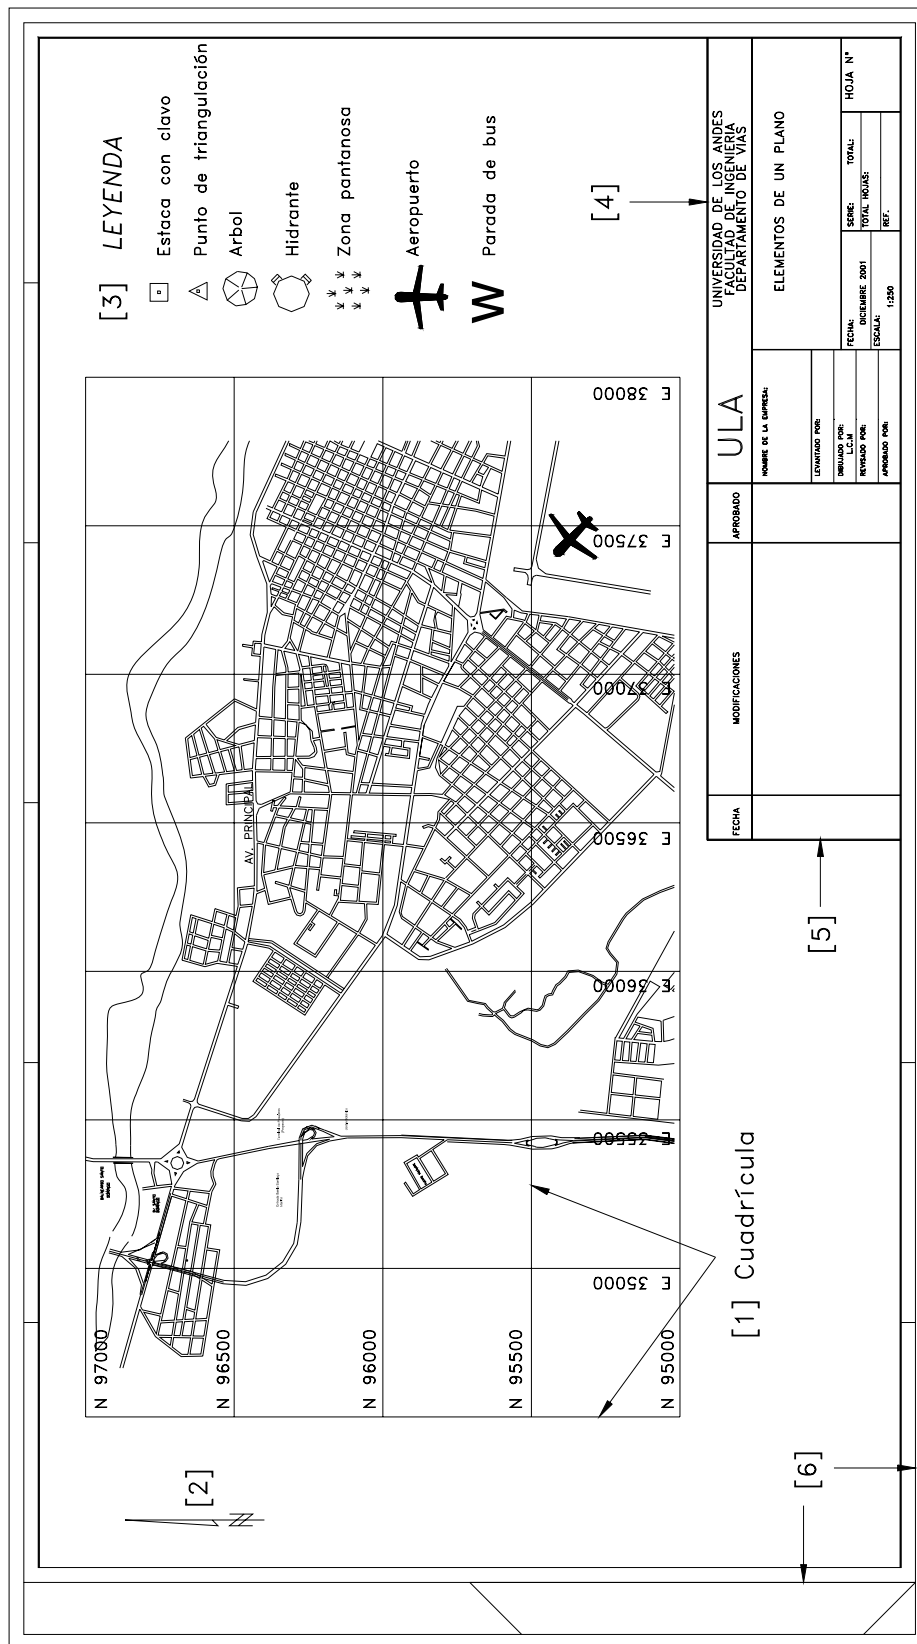 [3] LEYENDA
Estaca con clavo
Punto de triangulación
Arbol
Hidrante
Zona pantanosa
Aeropuerto
W Parada de bus
[2]
N
N 97000
N 96500
N 96000
N 95500
N 95000
E 35000
E 35500
E 36000
E 36500
E 37000
E 37500
E 38000
AV. PRINCIPAL
[1] Cuadrícula
[4]
[5]
[6]
FECHA
MODIFICACIONES
APROBADO
ULA
UNIVERSIDAD DE LOS ANDES
FACULTAD DE INGENIERIA
DEPARTAMENTO DE VIAS
NOMBRE DE LA EMPRESA:
ELEMENTOS DE UN PLANO
LEVANTADO POR:
DIBUJADO POR:
L.C.M
REVISADO POR:
APROBADO POR:
FECHA:
DICIEMBRE 2001
ESCALA:
1:250
SERIE: TOTAL:
TOTAL HOJAS:
REF.
HOJA N°